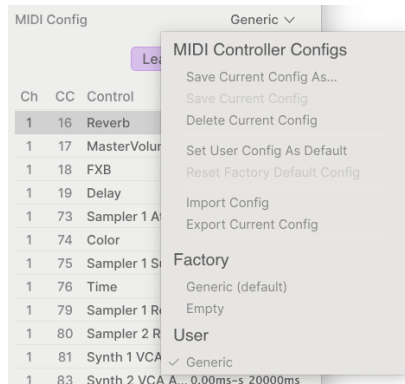 MIDI Config Generic
Lea
MIDI Controller Configs
Save Current Config As...
Save Current Config
Delete Current Config
Set User Config As Default
Reset Factory Default Config
Import Config
Export Current Config
Factory
Generic (default)
Empty
User
✓ Generic
Ch CC Control
1 16 Reverb
1 17 MasterVolum
1 18 FXB
1 19 Delay
1 73 Sampler 1 At
1 74 Color
1 75 Sampler 1 Su
1 76 Time
1 79 Sampler 1 Re
1 80 Sampler 2 R
1 81 Synth 1 VCA
1 83 Synth 2 VCA A... 0.00ms-s 20000ms